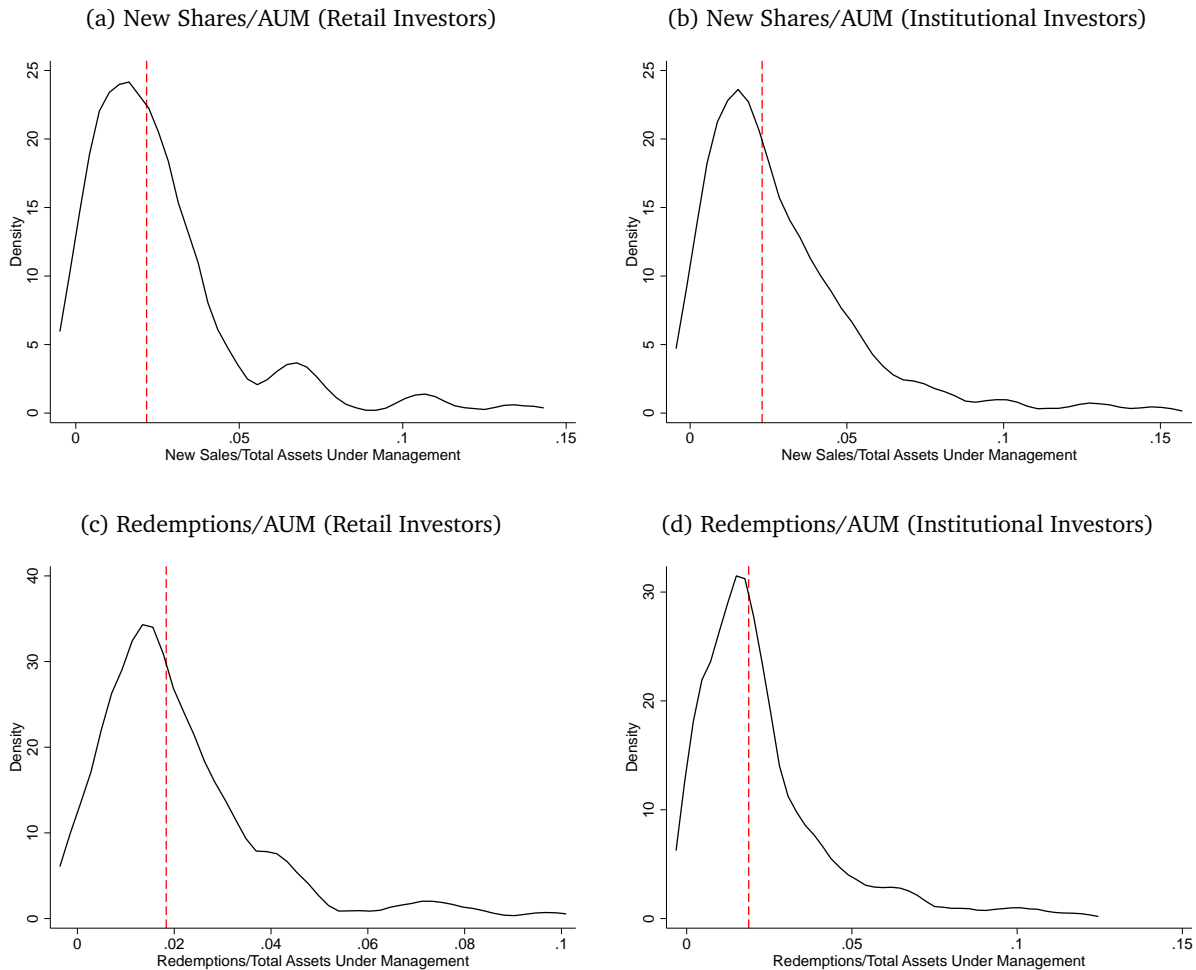 (a) New Shares/AUM (Retail Investors)
25
20
15
10
5
0
Density
0 .05 .1 .15
New Sales/Total Assets Under Management
(b) New Shares/AUM (Institutional Investors)
25
20
15
10
5
0
Density
0 .05 .1 .15
New Sales/Total Assets Under Management
(c) Redemptions/AUM (Retail Investors)
40
30
20
10
0
Density
0 .02 .04 .06 .08 .1
Redemptions/Total Assets Under Management
(d) Redemptions/AUM (Institutional Investors)
30
20
10
0
Density
0 .05 .1 .15
Redemptions/Total Assets Under Management